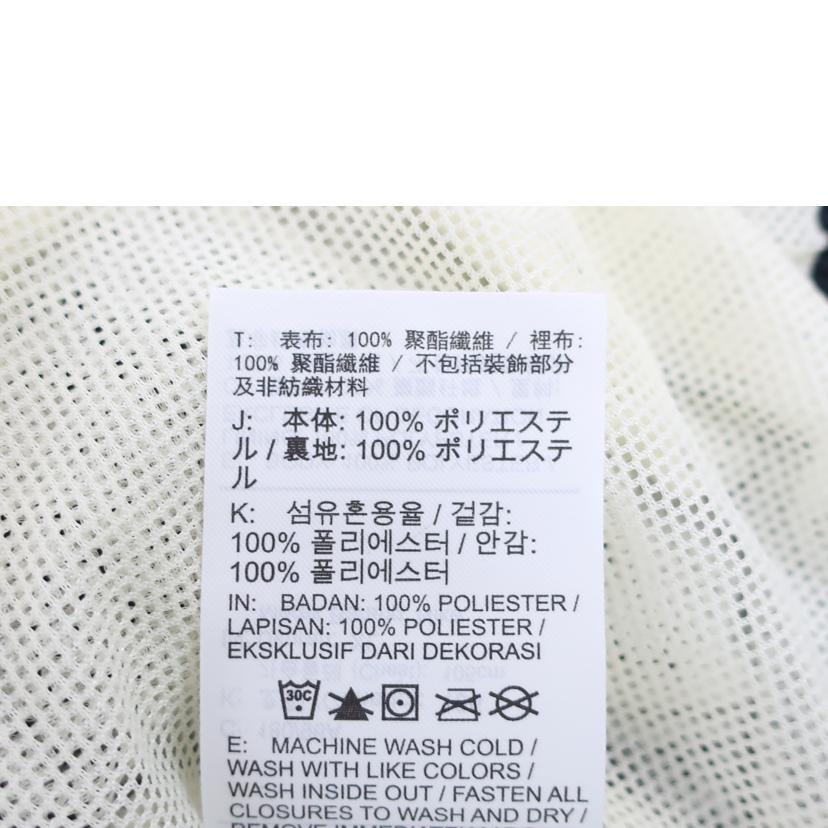 T: 表布: 100% 聚酯纖維 / 裡布:
100% 聚酯纖維 / 不包括裝飾部分
及非紡織材料
J: 本体: 100% ポリエステ
ル / 裏地: 100% ポリエステ
ル
K: 섬유혼용율 / 겉감:
100% 폴리에스터 / 안감:
100% 폴리에스터
IN: BADAN: 100% POLIESTER /
LAPISAN: 100% POLIESTER /
EKSKLUSIF DARI DEKORASI
30C
E: MACHINE WASH COLD /
WASH WITH LIKE COLORS /
WASH INSIDE OUT / FASTEN ALL
CLOSURES TO WASH AND DRY /